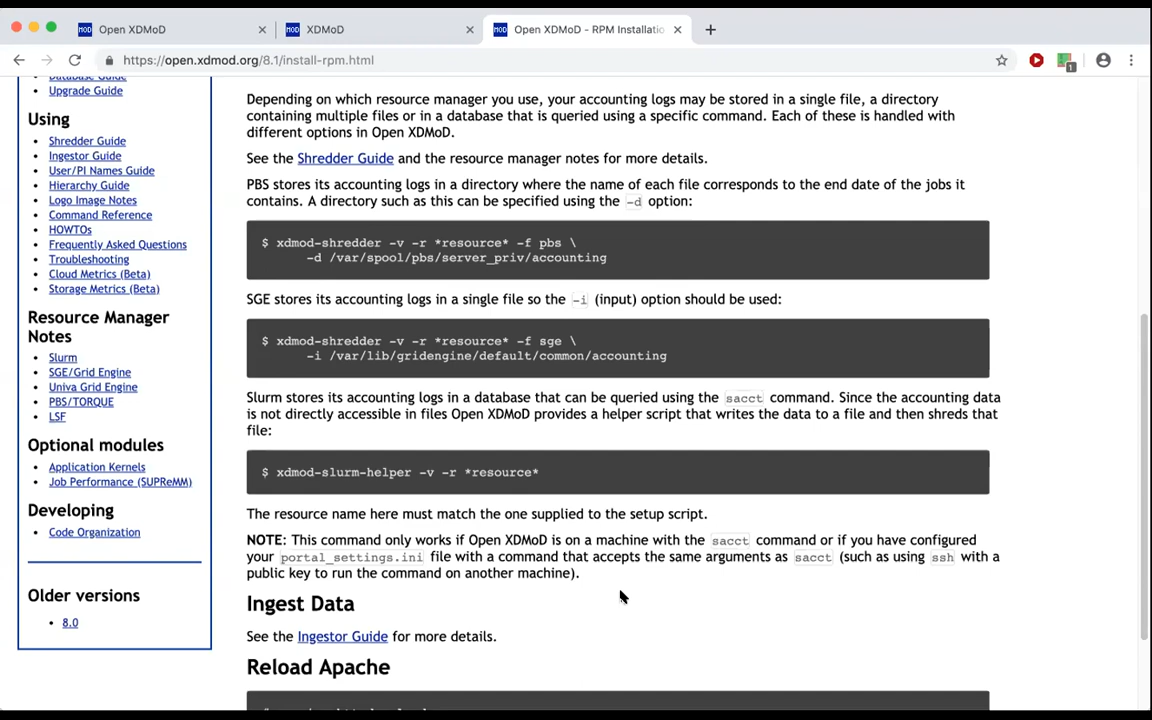 MOD Open XDMoD
MOD XDMoD
MOD Open XDMoD - RPM Installatio
https://open.xdmod.org/8.1/install-rpm.html
1
Database Guide
Upgrade Guide
Using
Shredder Guide
Ingestor Guide
User/PI Names Guide
Hierarchy Guide
Logo Image Notes
Command Reference
HOWTOs
Frequently Asked Questions
Troubleshooting
Cloud Metrics (Beta)
Storage Metrics (Beta)
Resource Manager
Notes
Slurm
SGE/Grid Engine
Univa Grid Engine
PBS/TORQUE
LSF
Optional modules
Application Kernels
Job Performance (SUPReMM)
Developing
Code Organization
Older versions
8.0
Depending on which resource manager you use, your accounting logs may be stored in a single file, a directory
containing multiple files or in a database that is queried using a specific command. Each of these is handled with
different options in Open XDMoD.
See the Shredder Guide and the resource manager notes for more details.
PBS stores its accounting logs in a directory where the name of each file corresponds to the end date of the jobs it
contains. A directory such as this can be specified using the -d option:
$ xdmod-shredder -v -r *resource* -f pbs \
-d /var/spool/pbs/server_priv/accounting
SGE stores its accounting logs in a single file so the -i (input) option should be used:
$ xdmod-shredder -v -r *resource* -f sge \
-i /var/lib/gridengine/default/common/accounting
Slurm stores its accounting logs in a database that can be queried using the sacct command. Since the accounting data
is not directly accessible in files Open XDMoD provides a helper script that writes the data to a file and then shreds that
file:
$ xdmod-slurm-helper -v -r *resource*
The resource name here must match the one supplied to the setup script.
NOTE: This command only works if Open XDMoD is on a machine with the sacct command or if you have configured
your portal_settings.ini file with a command that accepts the same arguments as sacct (such as using ssh with a
public key to run the command on another machine).
Ingest Data
See the Ingestor Guide for more details.
Reload Apache